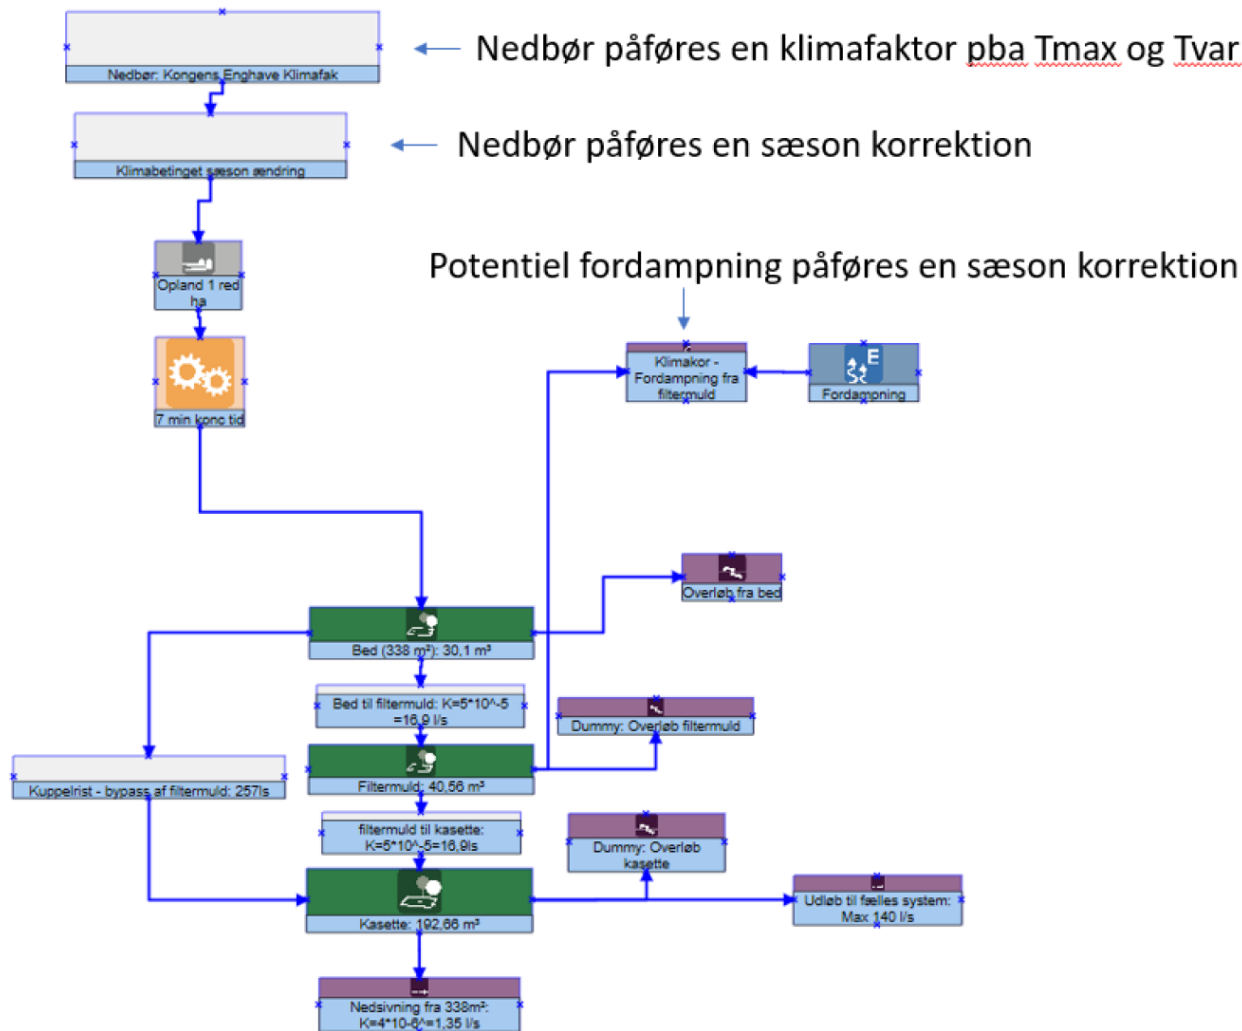 Nedbør påføres en klimafaktor pba Tmax og Tvar
Nedbør: Kongens Enghave Klimafak
Nedbør påføres en sæson korrektion
Klimabetinget sæson ændring
Potentiel fordampning påføres en sæson korrektion
Opland 1 red
ha
7 min konc tid
Klimakor -
Fordampning fra
filtermuld
E
Fordampning
Overløb fra bed
Bed (338 m²): 30,1 m³
Bed til filtermuld: K=5*10^-5
=16,9 l/s
Dummy: Overløb filtermuld
Filtermuld: 40,56 m³
Kuppelrist - bypass af filtermuld: 257ls
filtermuld til kasette:
K=5*10^-5=16,9ls
Dummy: Overløb
kasette
Kasette: 192,66 m³
Udløb til fælles system:
Max 140 l/s
Nedsivning fra 338m²:
K=4*10-6^=1,35 l/s